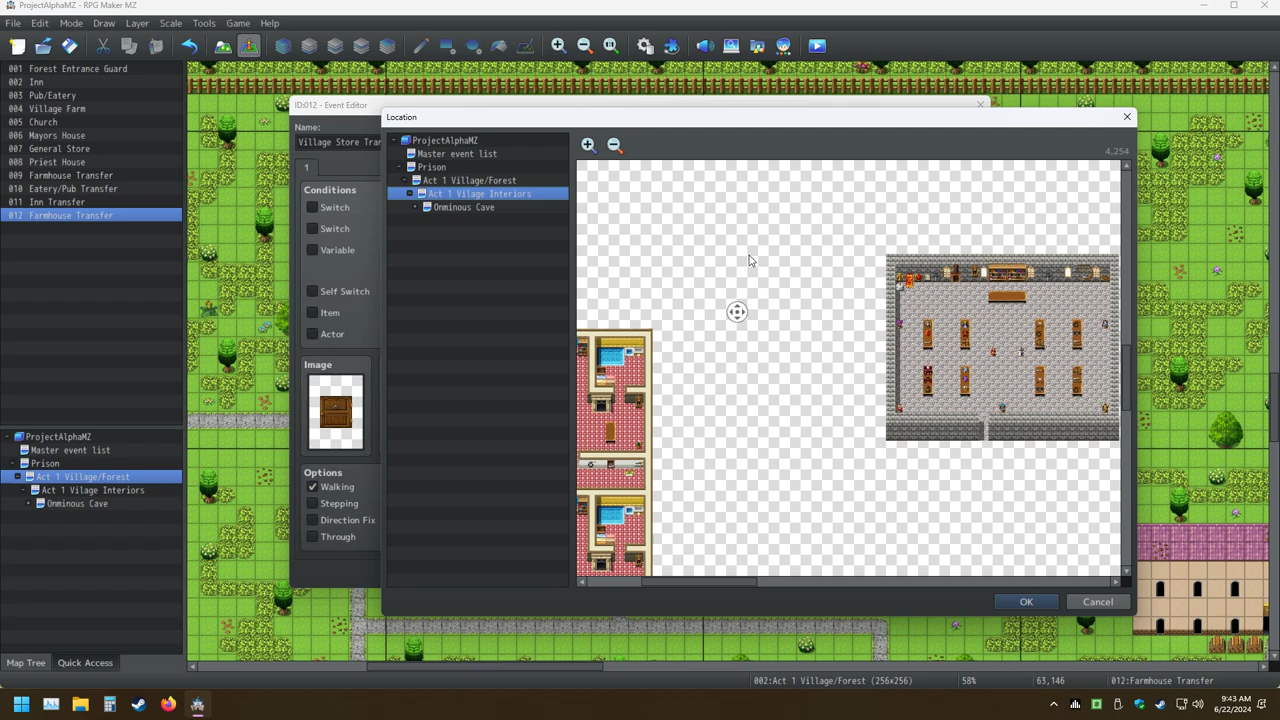 ProjectAlphaMZ - RPG Maker MZ
File Edit Mode Draw Layer Scale Tools Game Help
001 Forest Entrance Guard
002 Inn
003 Pub/Eatery
004 Village Farm
005 Church
006 Mayors House
007 General Store
008 Priest House
009 Farmhouse Transfer
010 Eatery/Pub Transfer
011 Inn Transfer
012 Farmhouse Transfer
ProjectAlphaMZ
Master event list
Prison
Act 1 Village/Forest
Act 1 Vilage Interiors
Onminous Cave
Map Tree Quick Access
ID:012 - Event Editor
Name:
Village Store Tran
1
Conditions
Switch
Switch
Variable
Self Switch
Item
Actor
Image
Options
Walking
Stepping
Direction Fix
Through
Location
4,254
ProjectAlphaMZ
Master event list
Prison
Act 1 Village/Forest
Act 1 Vilage Interiors
Onminous Cave
OK Cancel
002:Act 1 Village/Forest (256x256) 58% 63,146 012:Farmhouse Transfer
9:43 AM
6/22/2024